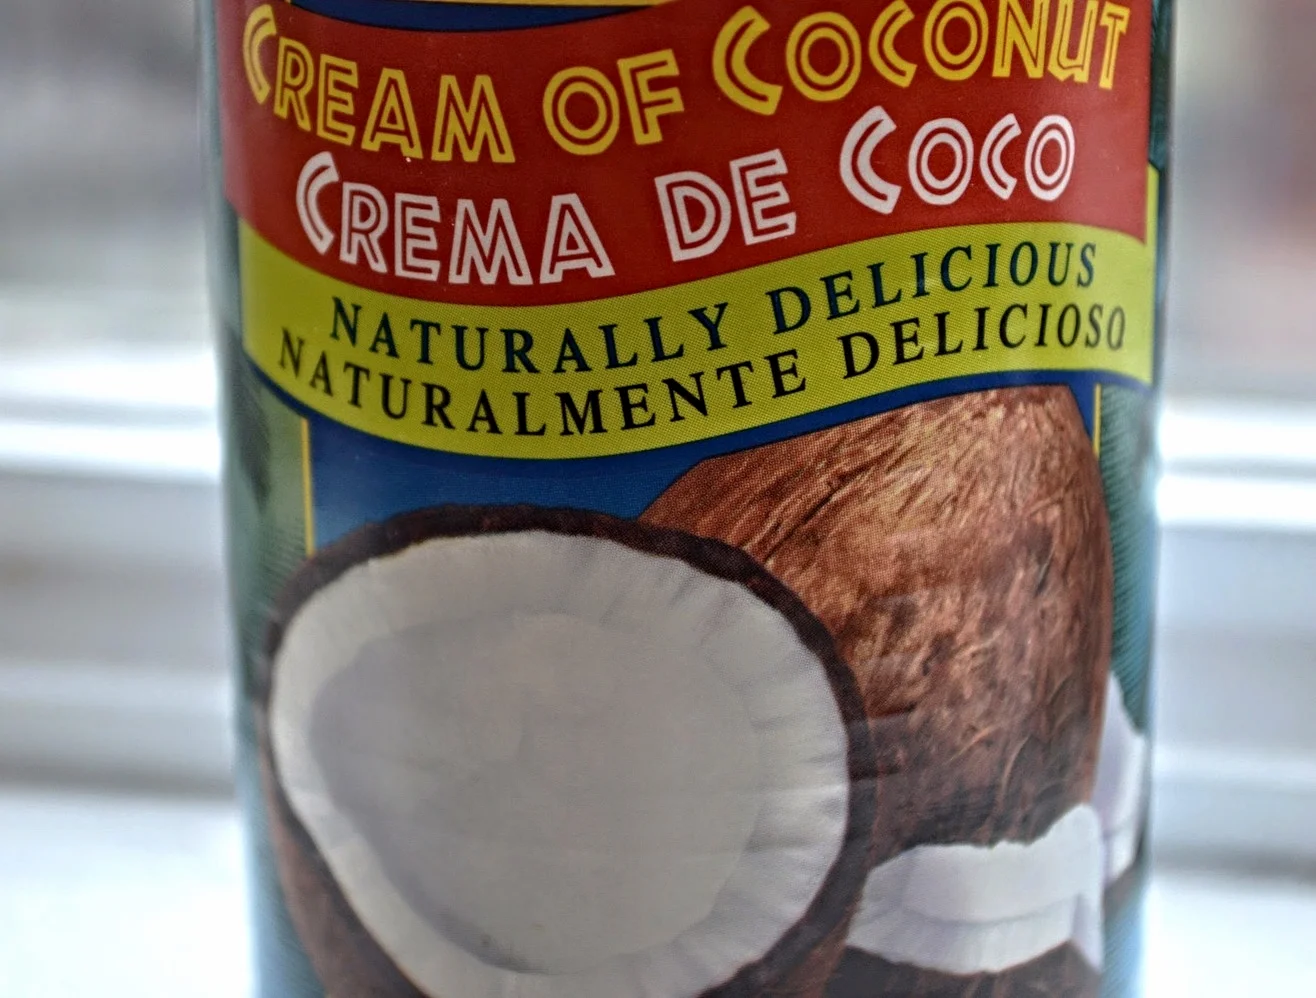 Cream of Coconut
Crema de Coco
NATURALLY DELICIOUS
NATURALMENTE DELICIOSO